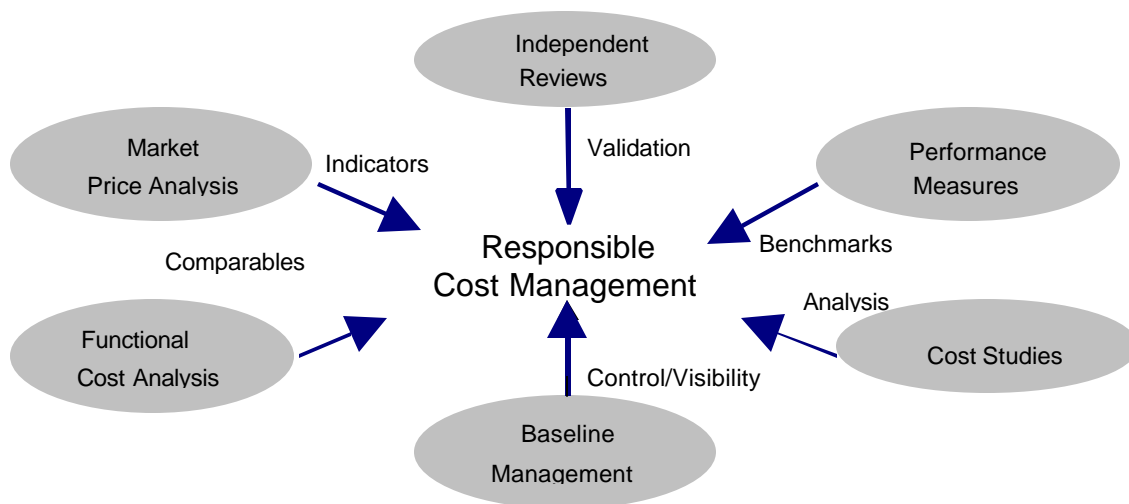 Independent
Reviews
Market
Price Analysis
Indicators
Validation
Performance
Measures
Responsible
Cost Management
Comparables
Benchmarks
Analysis
Functional
Cost Analysis
Cost Studies
Control/Visibility
Baseline
Management